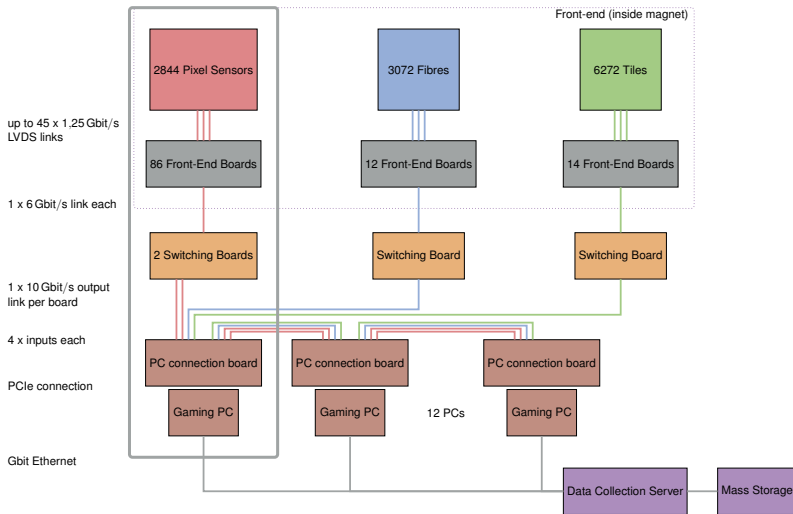 Front-end (inside magnet)
2844 Pixel Sensors
3072 Fibres
6272 Tiles
up to 45 x 1,25 Gbit/s
LVDS links
86 Front-End Boards
12 Front-End Boards
14 Front-End Boards
1 x 6 Gbit/s link each
2 Switching Boards
Switching Board
Switching Board
1 x 10 Gbit/s output
link per board
4 x inputs each
PC connection board
PC connection board
PC connection board
PCIe connection
Gaming PC
Gaming PC
12 PCs
Gaming PC
Gbit Ethernet
Data Collection Server
Mass Storage